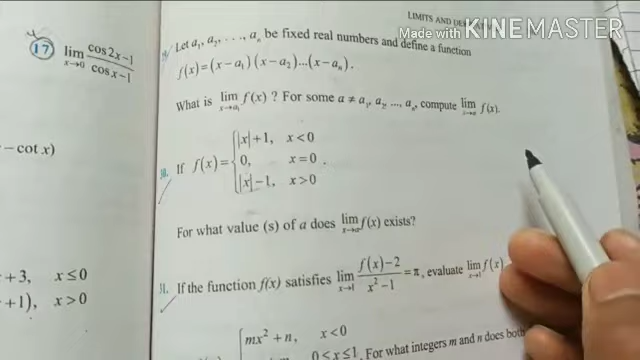 LIMITS AND DE
Made with KINEMASTER
17 lim x→0 cos2x−1 / cosx−1
− cot x)
+3, x ≤ 0
+1), x > 0
Let a₁, a₂, . . ., aₙ be fixed real numbers and define a function
f(x) = (x−a₁) (x−a₂)...(x−aₙ).
What is lim x→a₁ f(x) ? For some a ≠ a₁, a₂, ..., aₙ, compute lim x→a f(x).
30. If f(x) = { |x|+1, x<0
0, x=0 .
|x|−1, x>0
For what value (s) of a does lim x→a f(x) exists?
31. If the function f(x) satisfies lim x→1 f(x)−2 / x²−1 = π, evaluate lim x→1 f(x)
mx² + n, x<0
0≤x≤1. For what integers m and n does both